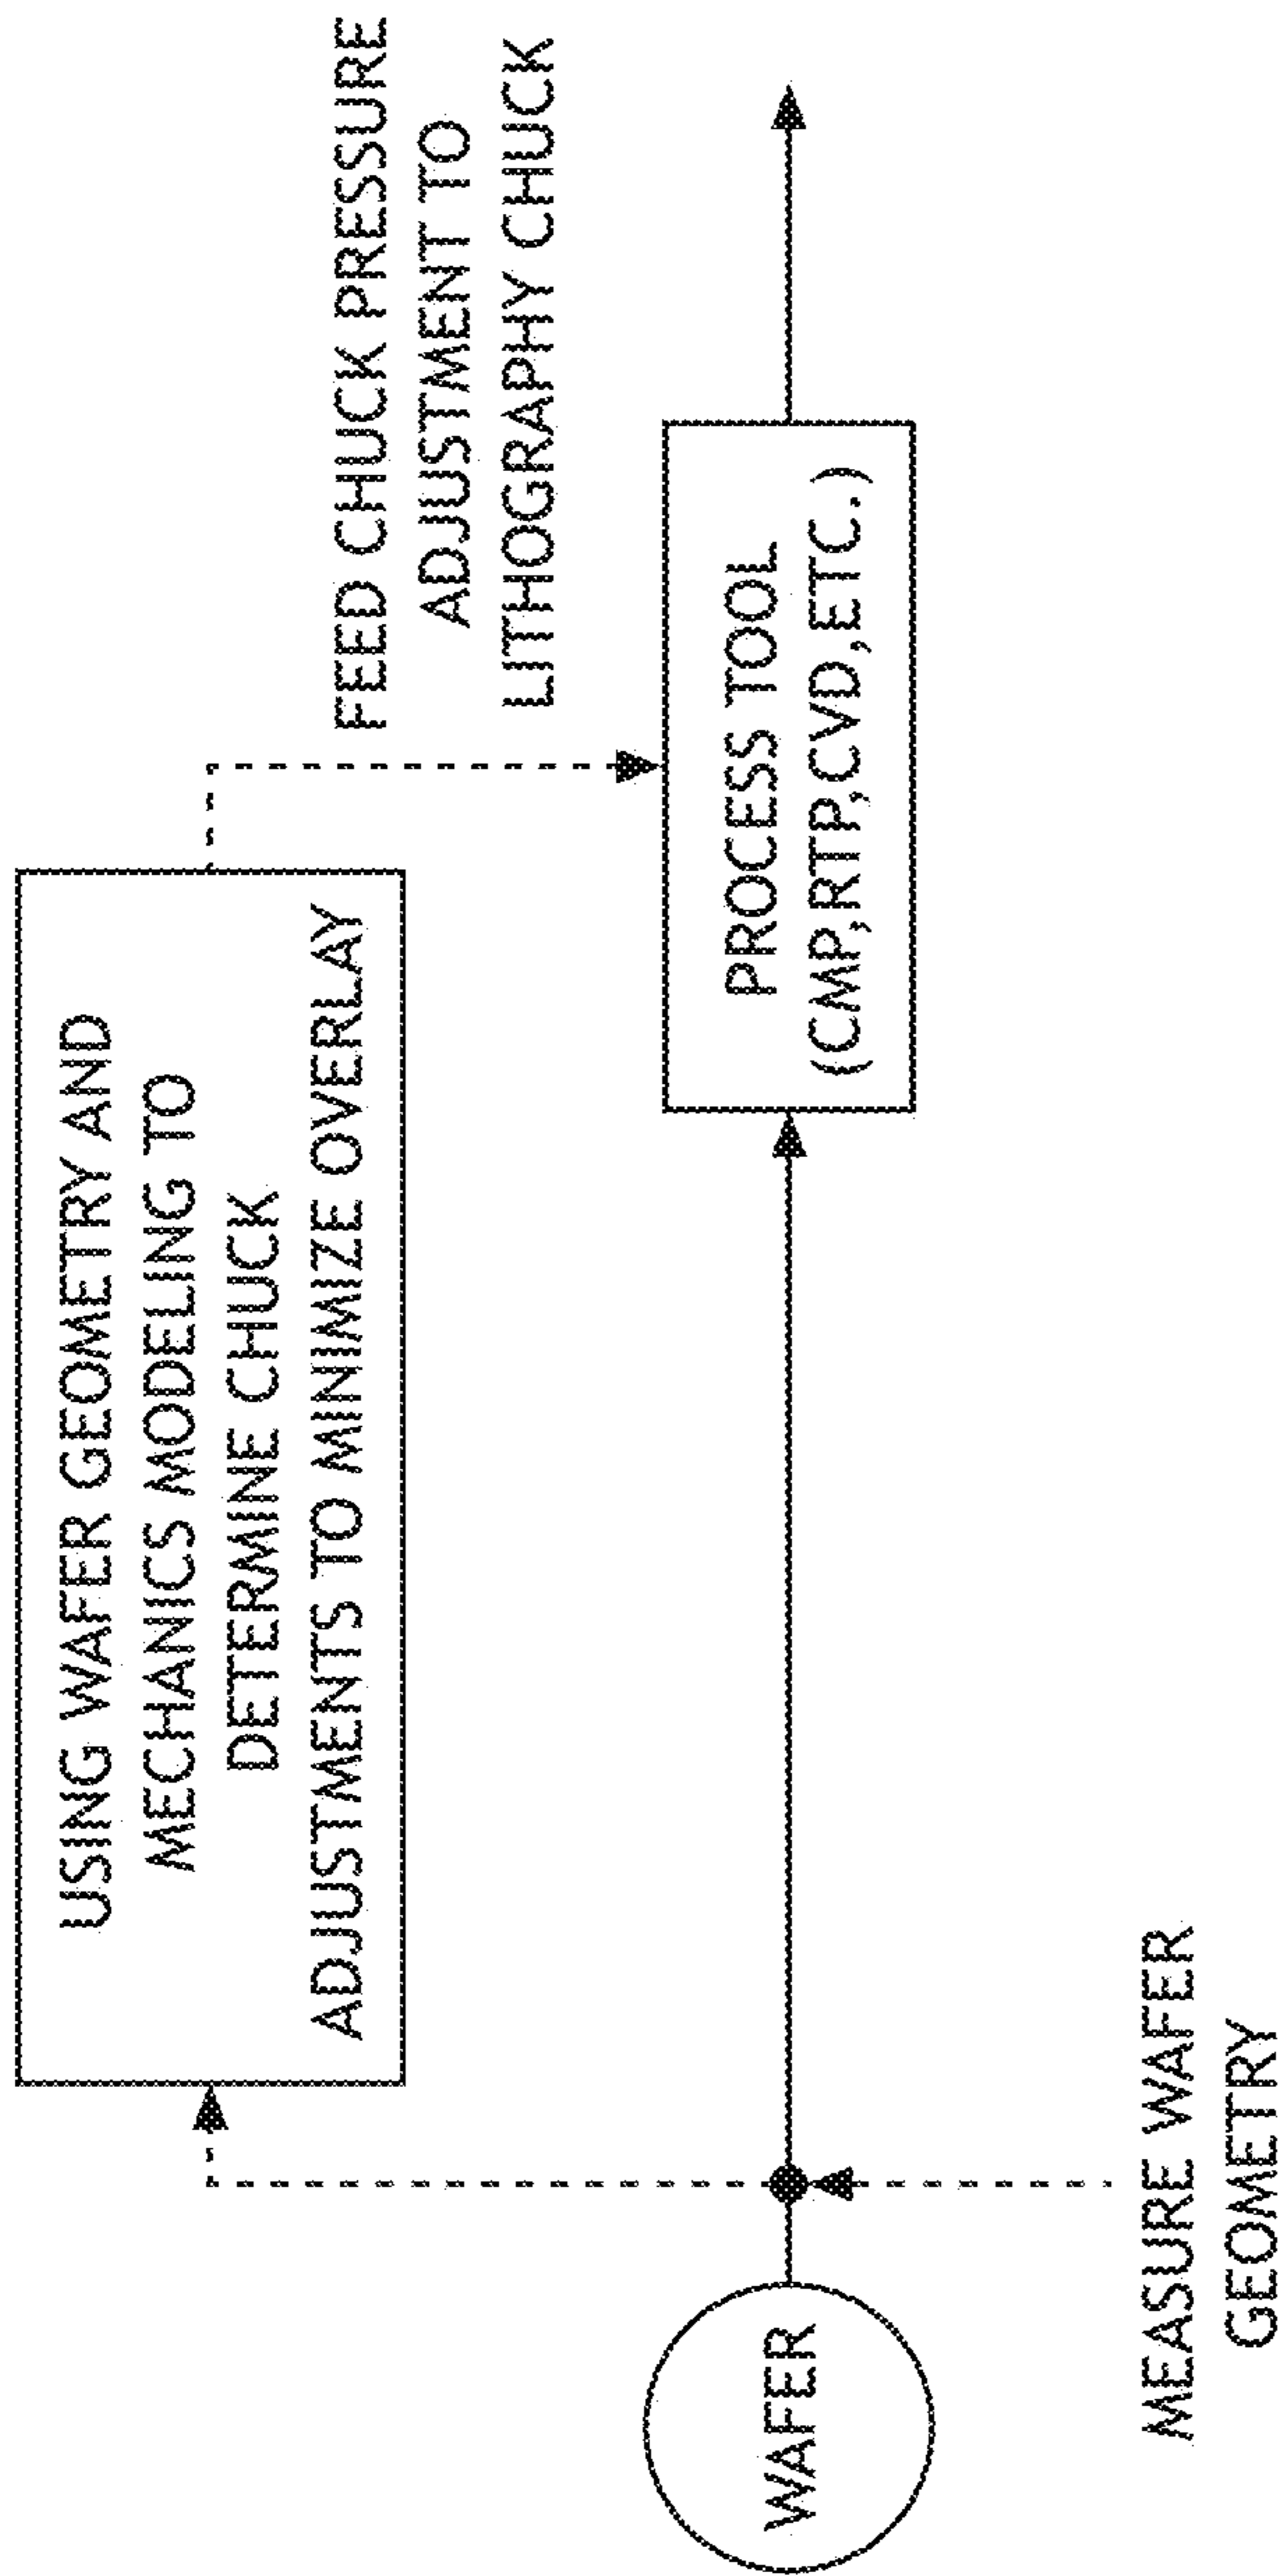 USING WAFER GEOMETRY AND
MECHANICS MODELING TO
DETERMINE CHUCK
ADJUSTMENTS TO MINIMIZE OVERLAY
FEED CHUCK PRESSURE
ADJUSTMENT TO
LITHOGRAPHY CHUCK
WAFER
PROCESS TOOL
(CMP,RTP,CVD,ETC.)
MEASURE WAFER
GEOMETRY